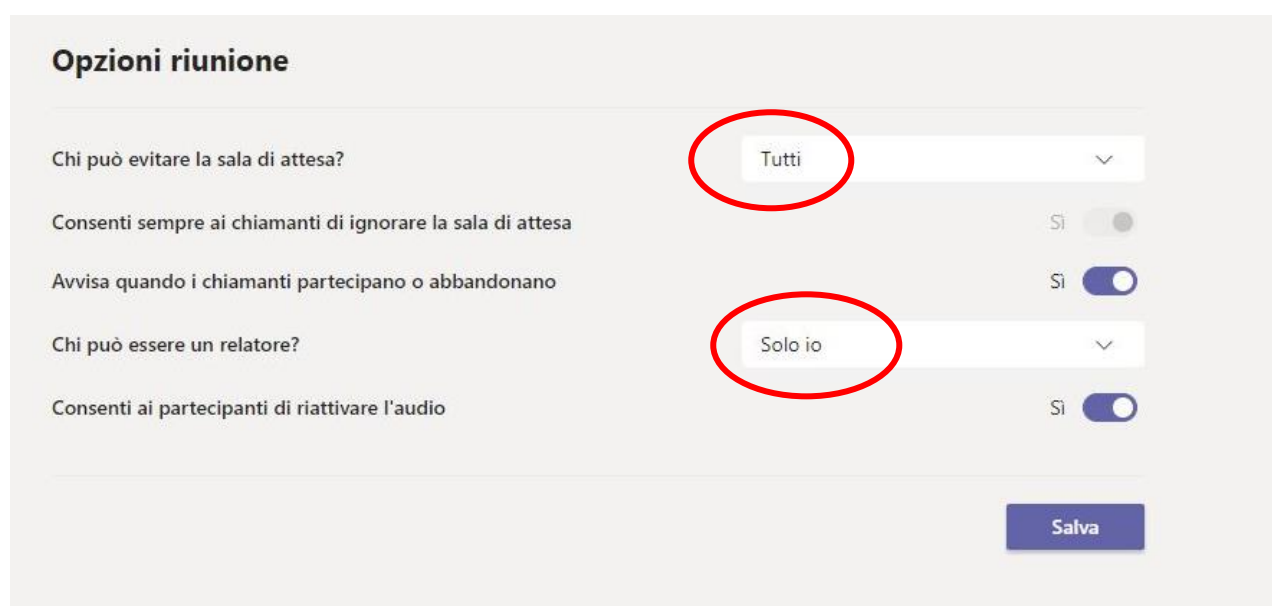 Opzioni riunione
Chi può evitare la sala di attesa? Tutti
Consenti sempre ai chiamanti di ignorare la sala di attesa Sì
Avvisa quando i chiamanti partecipano o abbandonano Sì
Chi può essere un relatore? Solo io
Consenti ai partecipanti di riattivare l'audio Sì
Salva